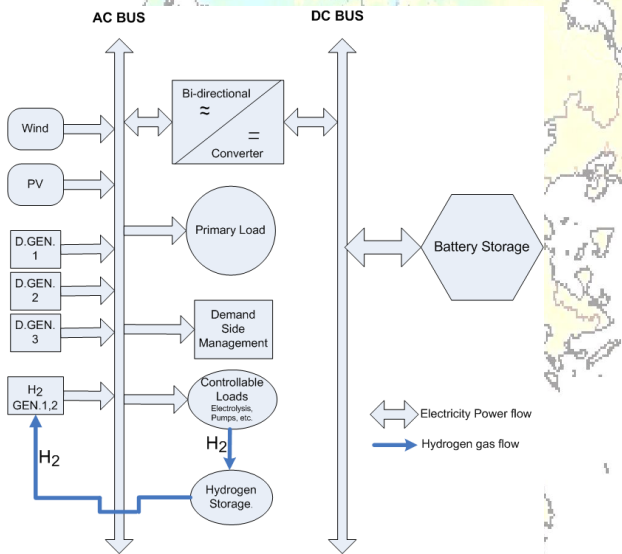 AC BUS
DC BUS
Bi-directional
≈
=
Converter
Wind
PV
Primary Load
D.GEN.
1
D.GEN.
2
D.GEN.
3
Battery Storage
Demand
Side
Management
H2
GEN.1,2
Controllable
Loads
Electrolysis,
Pumps, etc.
Electricity Power flow
Hydrogen gas flow
H2
H2
Hydrogen
Storage.